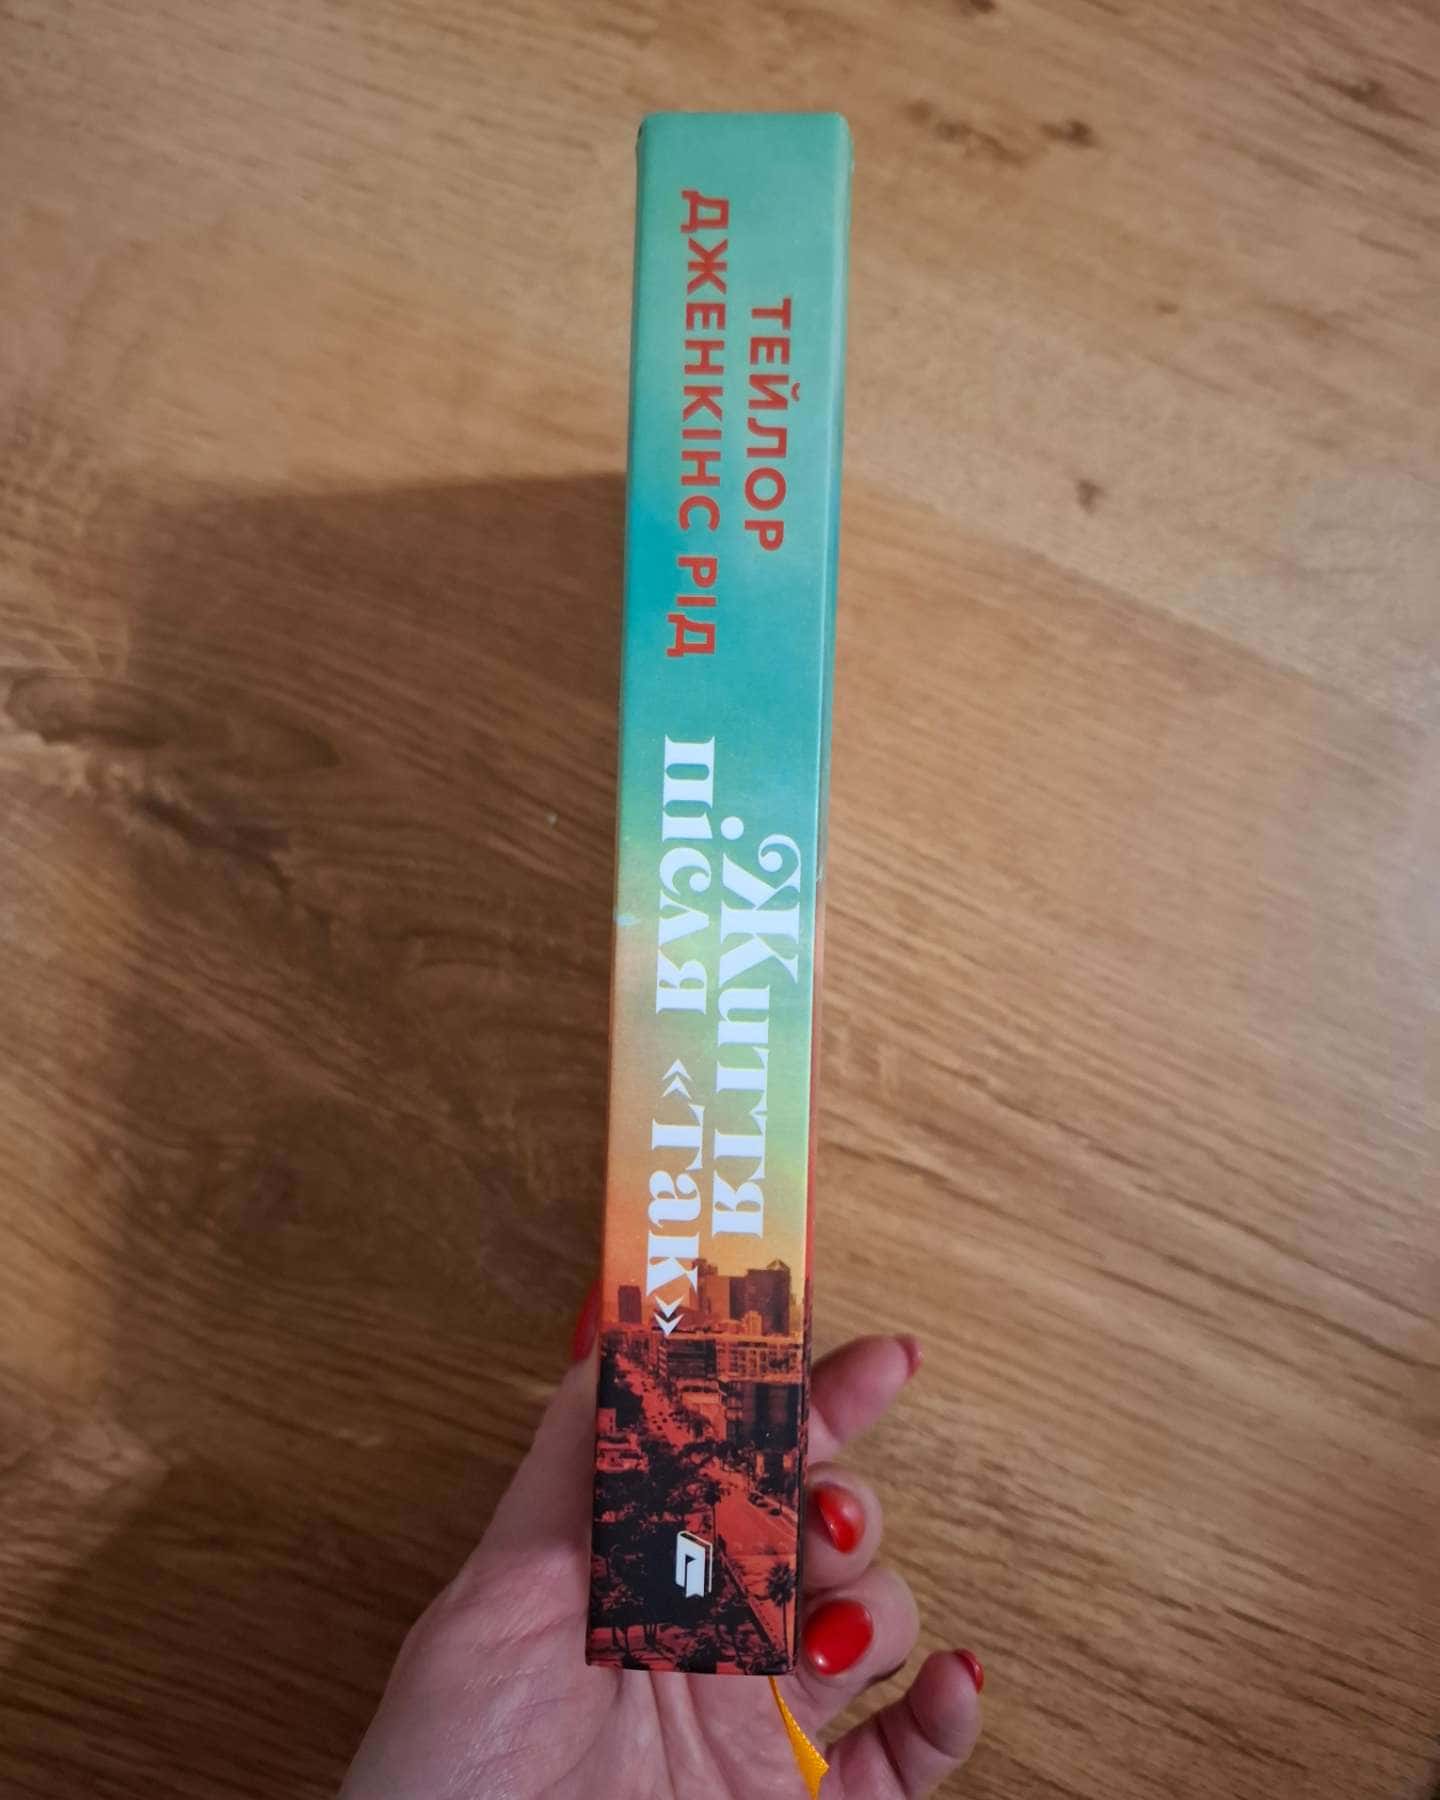 ТЕЙЛОР
ДЖЕНКІНС РІД
Життя
після «так»